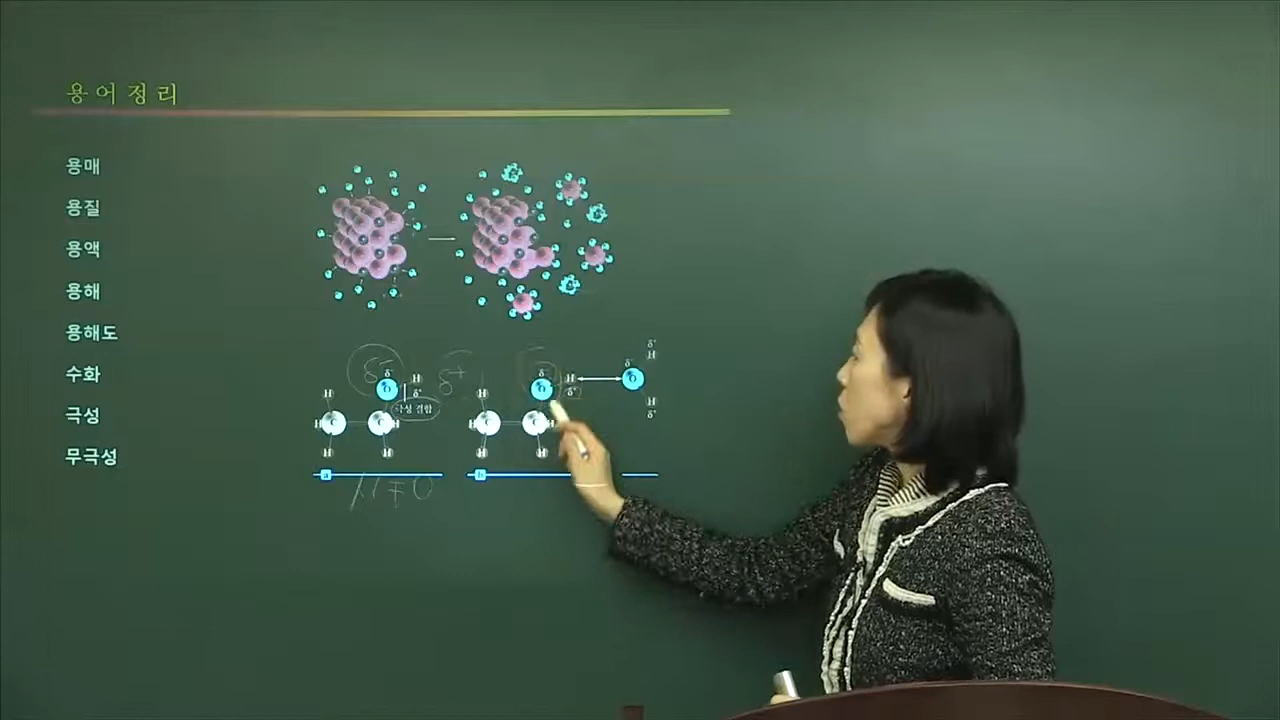 용어정리
용매
용질
용액
용해
용해도
수화
극성
무극성
δ⁻ δ⁻ O H δ⁺ δ⁺
극성 결합
H C C H
H H H
a
μ≠0
δ⁻ O H δ⁺
H C C H
H H H
b
δ⁻ O
δ⁻ H
H δ⁺